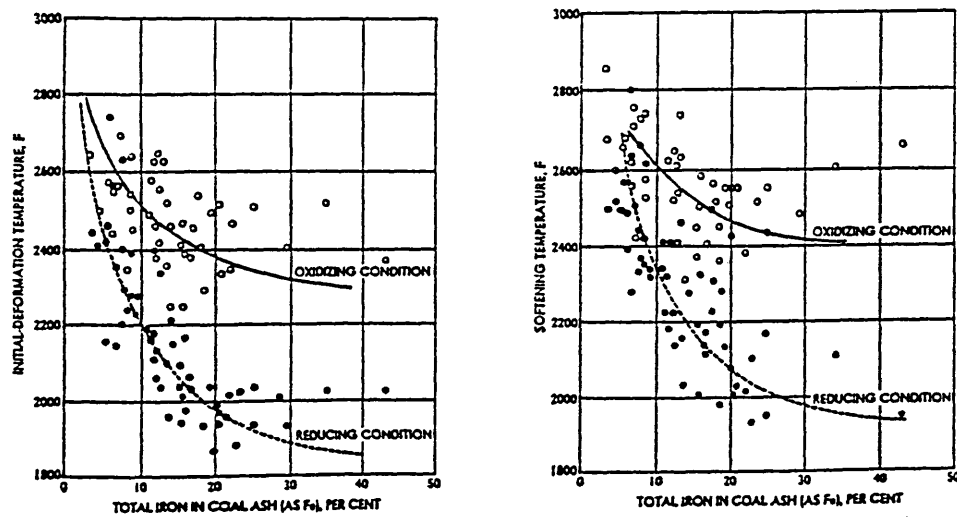 3000
2800
2600
2400
2200
2000
1800
INITIAL-DEFORMATION TEMPERATURE, F
OXIDIZING CONDITION
REDUCING CONDITION
0 10 20 30 40 50
TOTAL IRON IN COAL ASH (AS Fe), PER CENT
3000
2800
2600
2400
2200
2000
1800
SOFTENING TEMPERATURE, F
OXIDIZING CONDITION
REDUCING CONDITION
0 10 20 30 40 50
TOTAL IRON IN COAL ASH (AS Fe), PER CENT